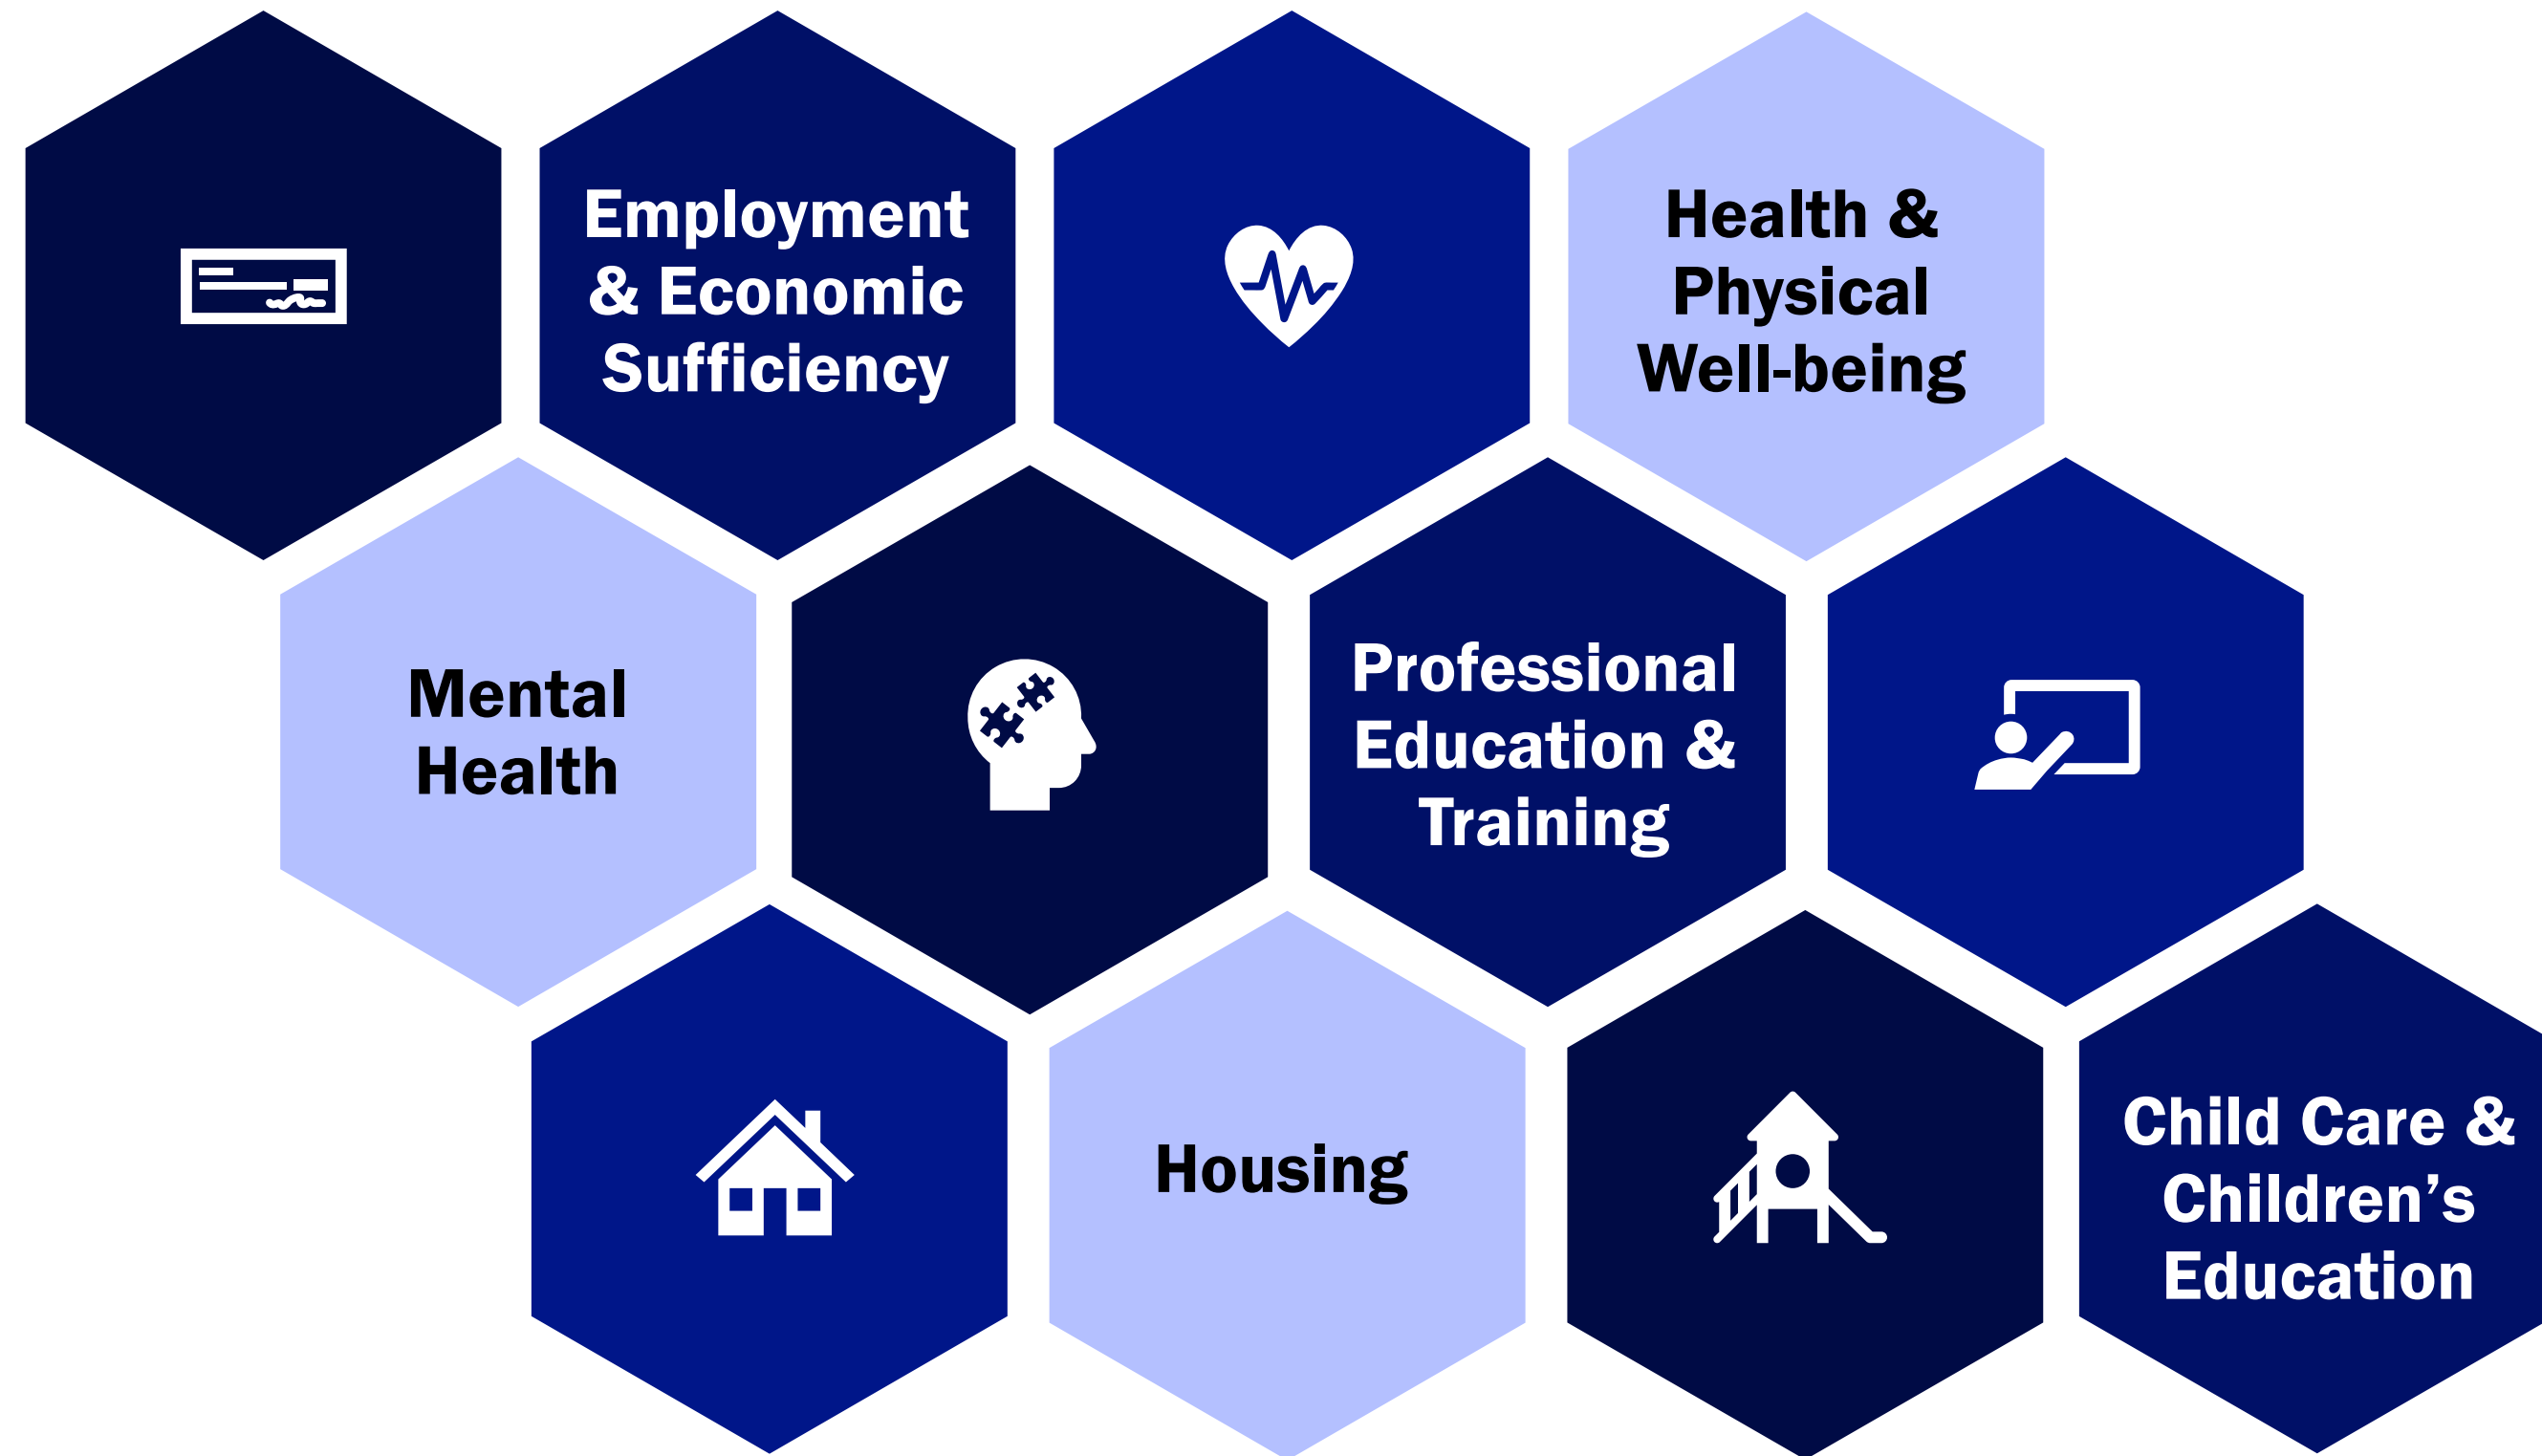 Employment
& Economic
Sufficiency
Health &
Physical
Well-being
Mental
Health
Professional
Education &
Training
Housing
Child Care &
Children’s
Education